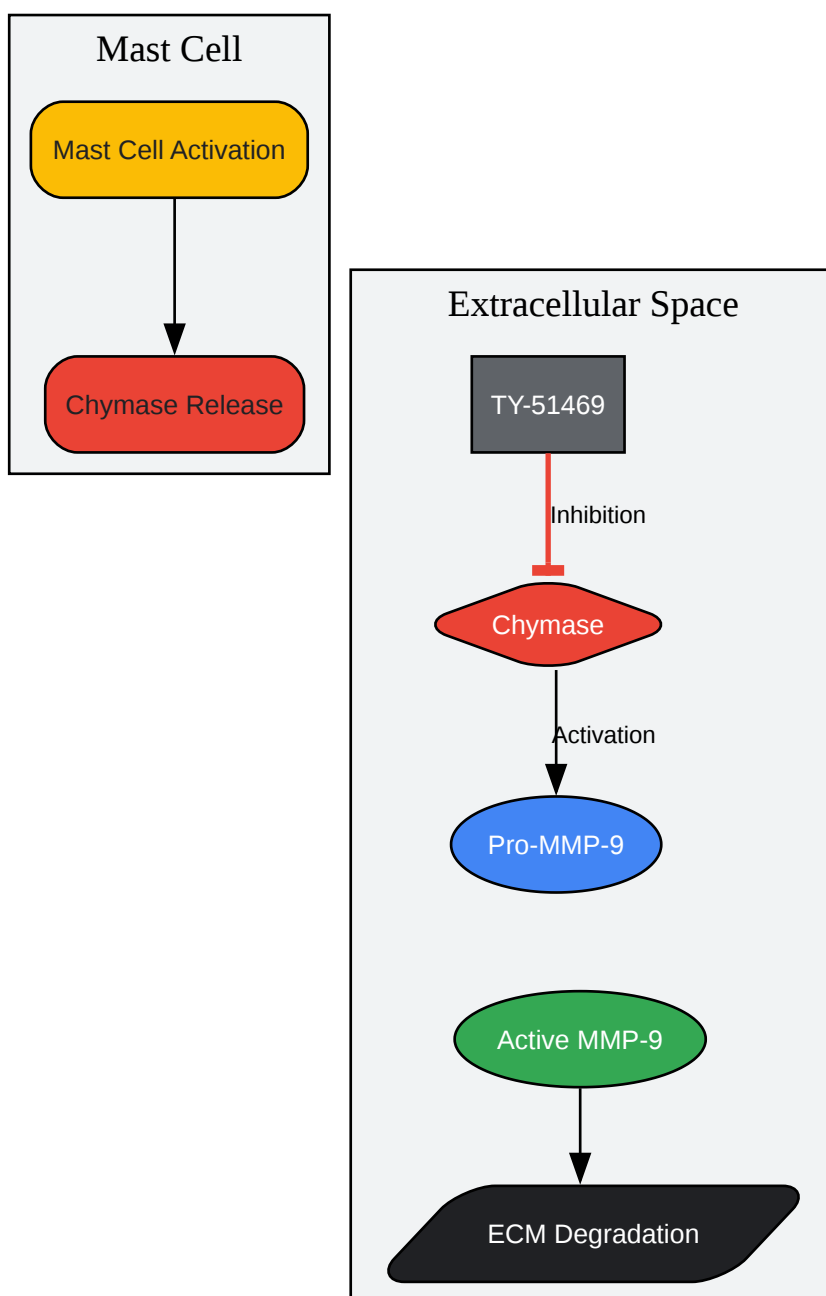 Mast Cell
Mast Cell Activation
Chymase Release
Extracellular Space
TY-51469
Inhibition
Chymase
Activation
Pro-MMP-9
Active MMP-9
ECM Degradation